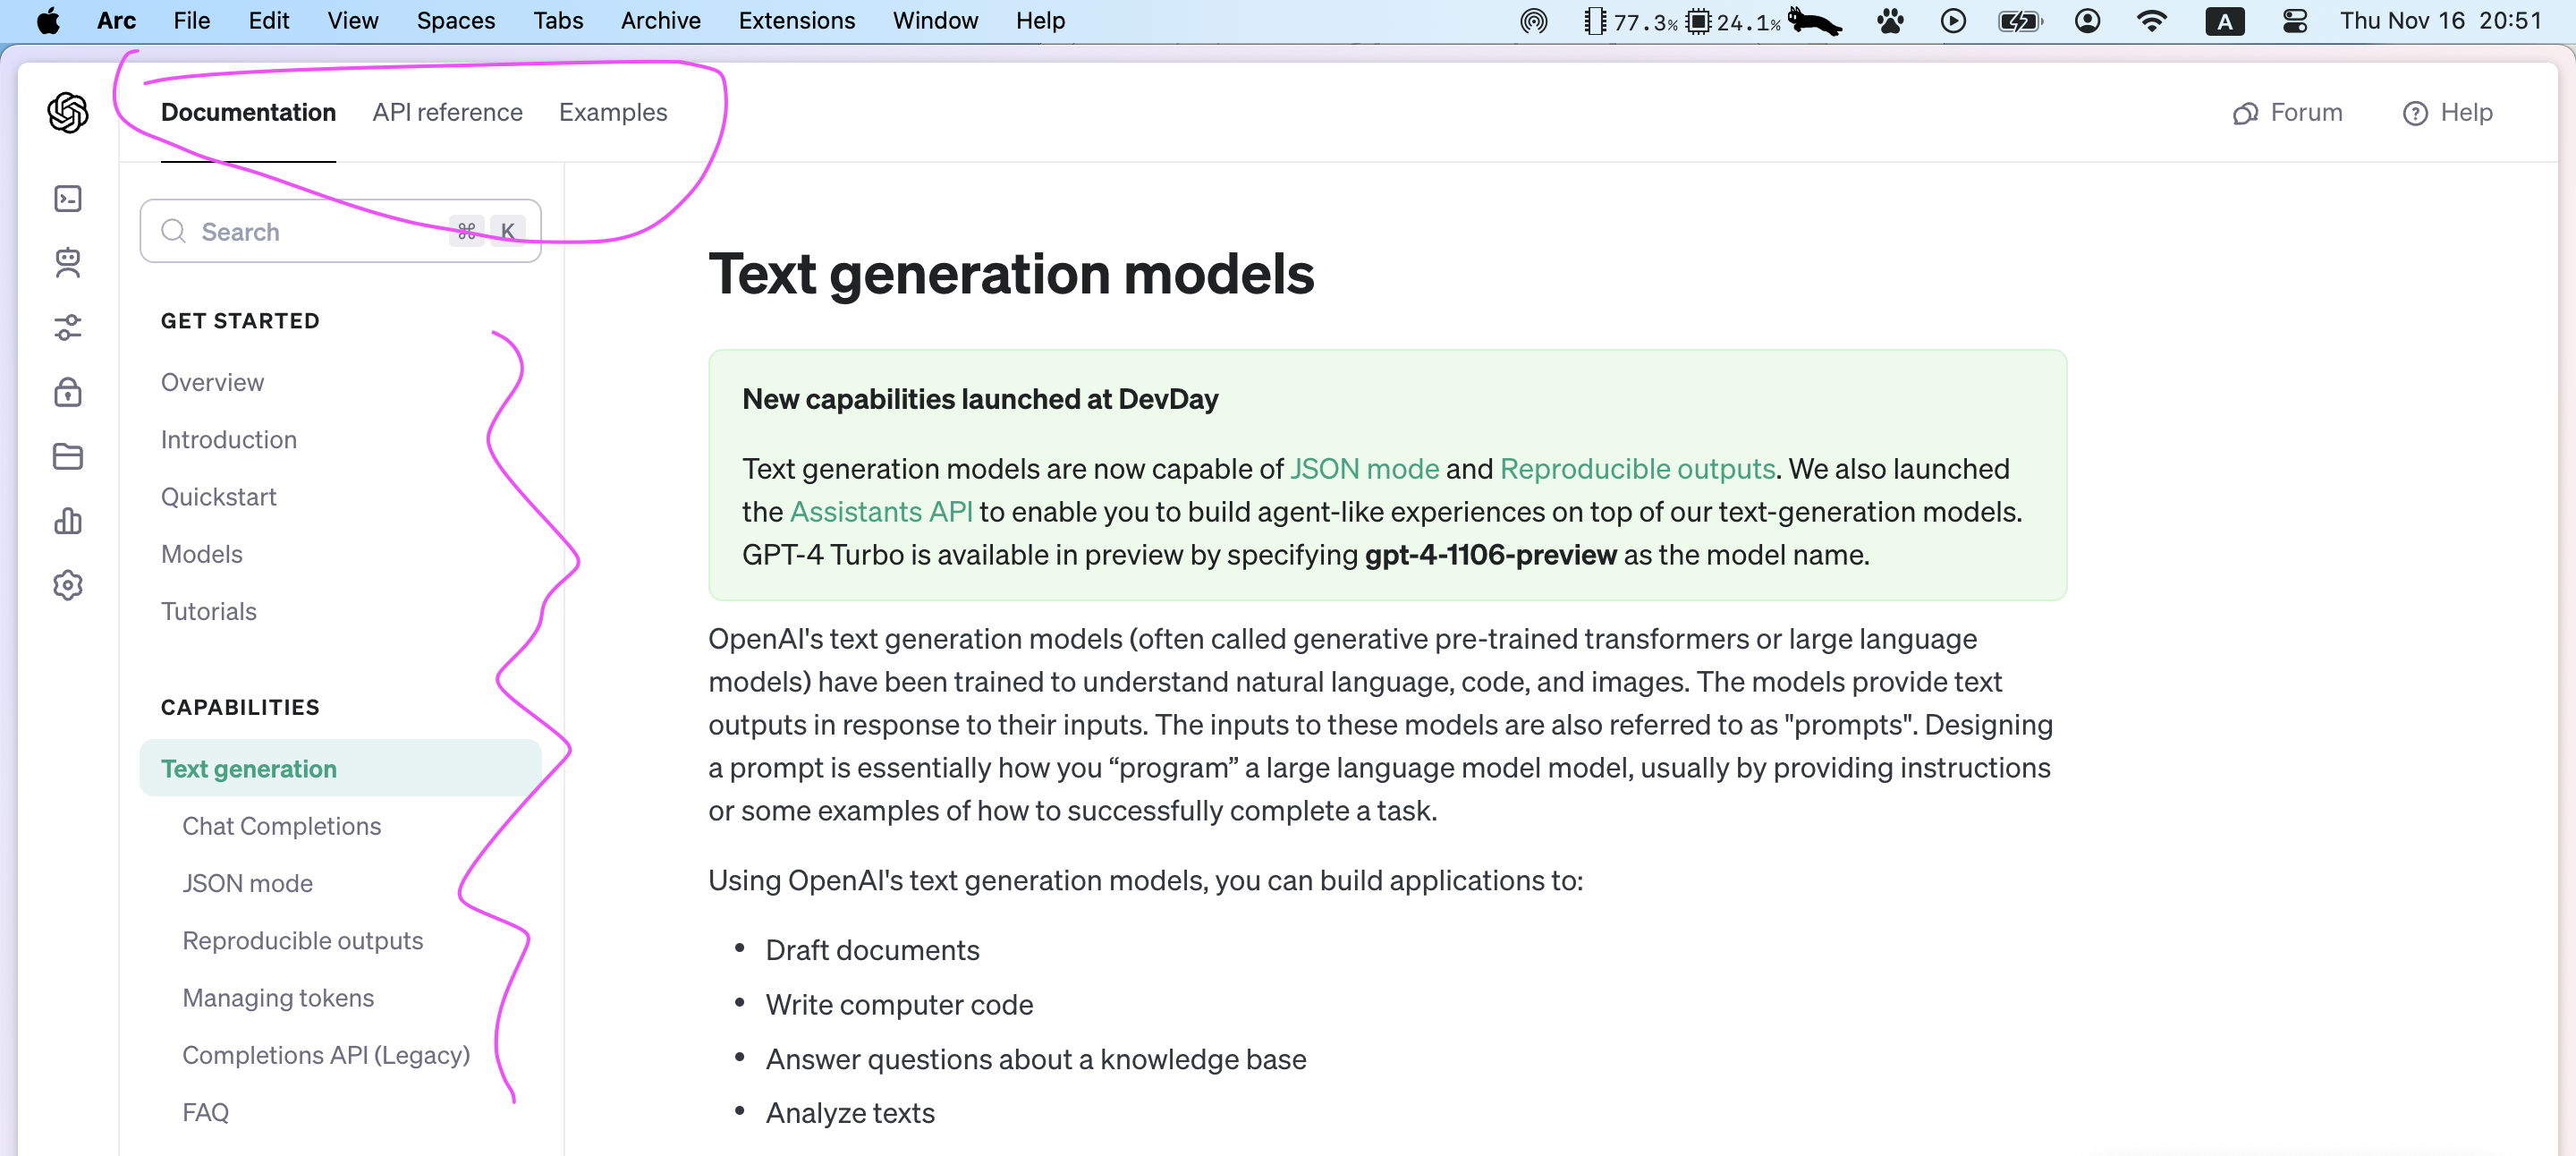 Arc File Edit View Spaces Tabs Archive Extensions Window Help 77.3% 24.1% A Thu Nov 16 20:51
Documentation API reference Examples Forum Help
Search ⌘ K
GET STARTED
Overview
Introduction
Quickstart
Models
Tutorials
CAPABILITIES
Text generation
Chat Completions
JSON mode
Reproducible outputs
Managing tokens
Completions API (Legacy)
FAQ
Text generation models
New capabilities launched at DevDay
Text generation models are now capable of JSON mode and Reproducible outputs. We also launched
the Assistants API to enable you to build agent-like experiences on top of our text-generation models.
GPT-4 Turbo is available in preview by specifying gpt-4-1106-preview as the model name.
OpenAI's text generation models (often called generative pre-trained transformers or large language
models) have been trained to understand natural language, code, and images. The models provide text
outputs in response to their inputs. The inputs to these models are also referred to as "prompts". Designing
a prompt is essentially how you “program” a large language model model, usually by providing instructions
or some examples of how to successfully complete a task.
Using OpenAI's text generation models, you can build applications to:
• Draft documents
• Write computer code
• Answer questions about a knowledge base
• Analyze texts